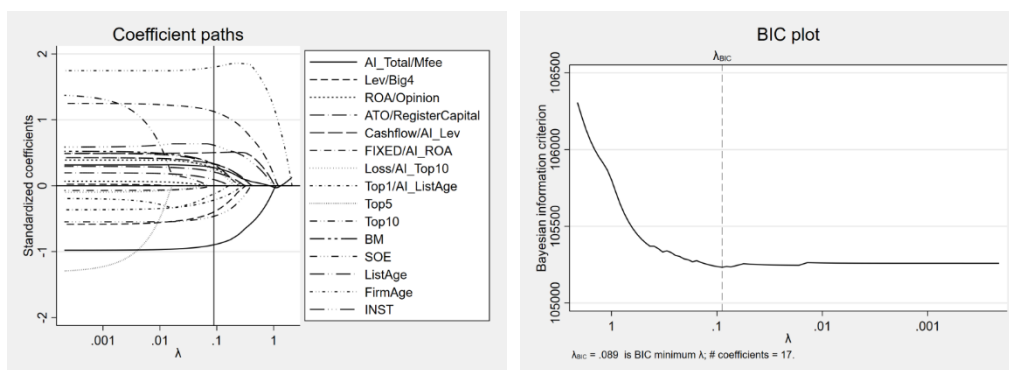 Coefficient paths
Standardized coefficients
2
1
0
-1
-2
.001
.01
.1
1
λ
AI_Total/Mfee
Lev/Big4
ROA/Opinion
ATO/RegisterCapital
Cashflow/AI_Lev
FIXED/AI_ROA
Loss/AI_Top10
Top1/AI_ListAge
Top5
Top10
BM
SOE
ListAge
FirmAge
INST
BIC plot
λBIC
Bayesian information criterion
106500
106000
105500
105000
1
.1
.01
.001
λ
λBIC = .089 is BIC minimum λ; # coefficients = 17.